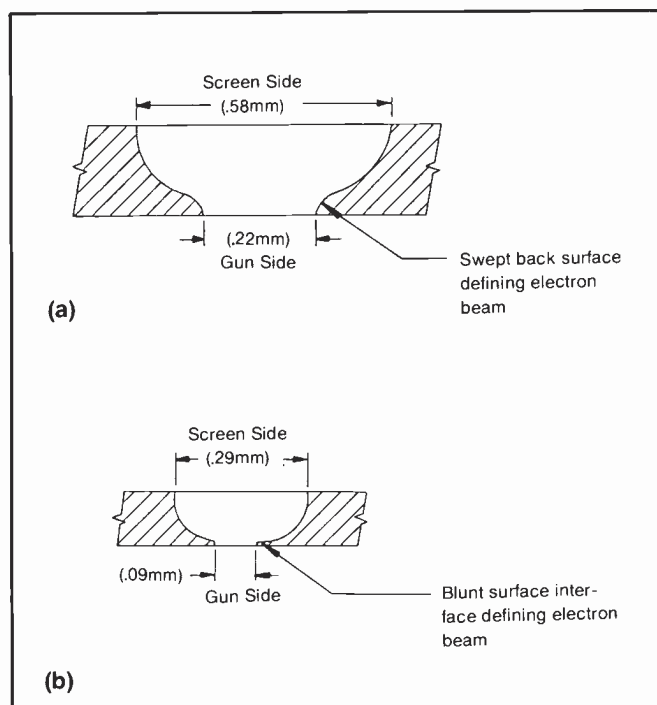 Screen Side
(.58mm)
(.22mm)
Gun Side
Swept back surface
defining electron
beam
(a)
Screen Side
(.29mm)
(.09mm)
Gun Side
Blunt surface inter-
face defining electron
beam
(b)